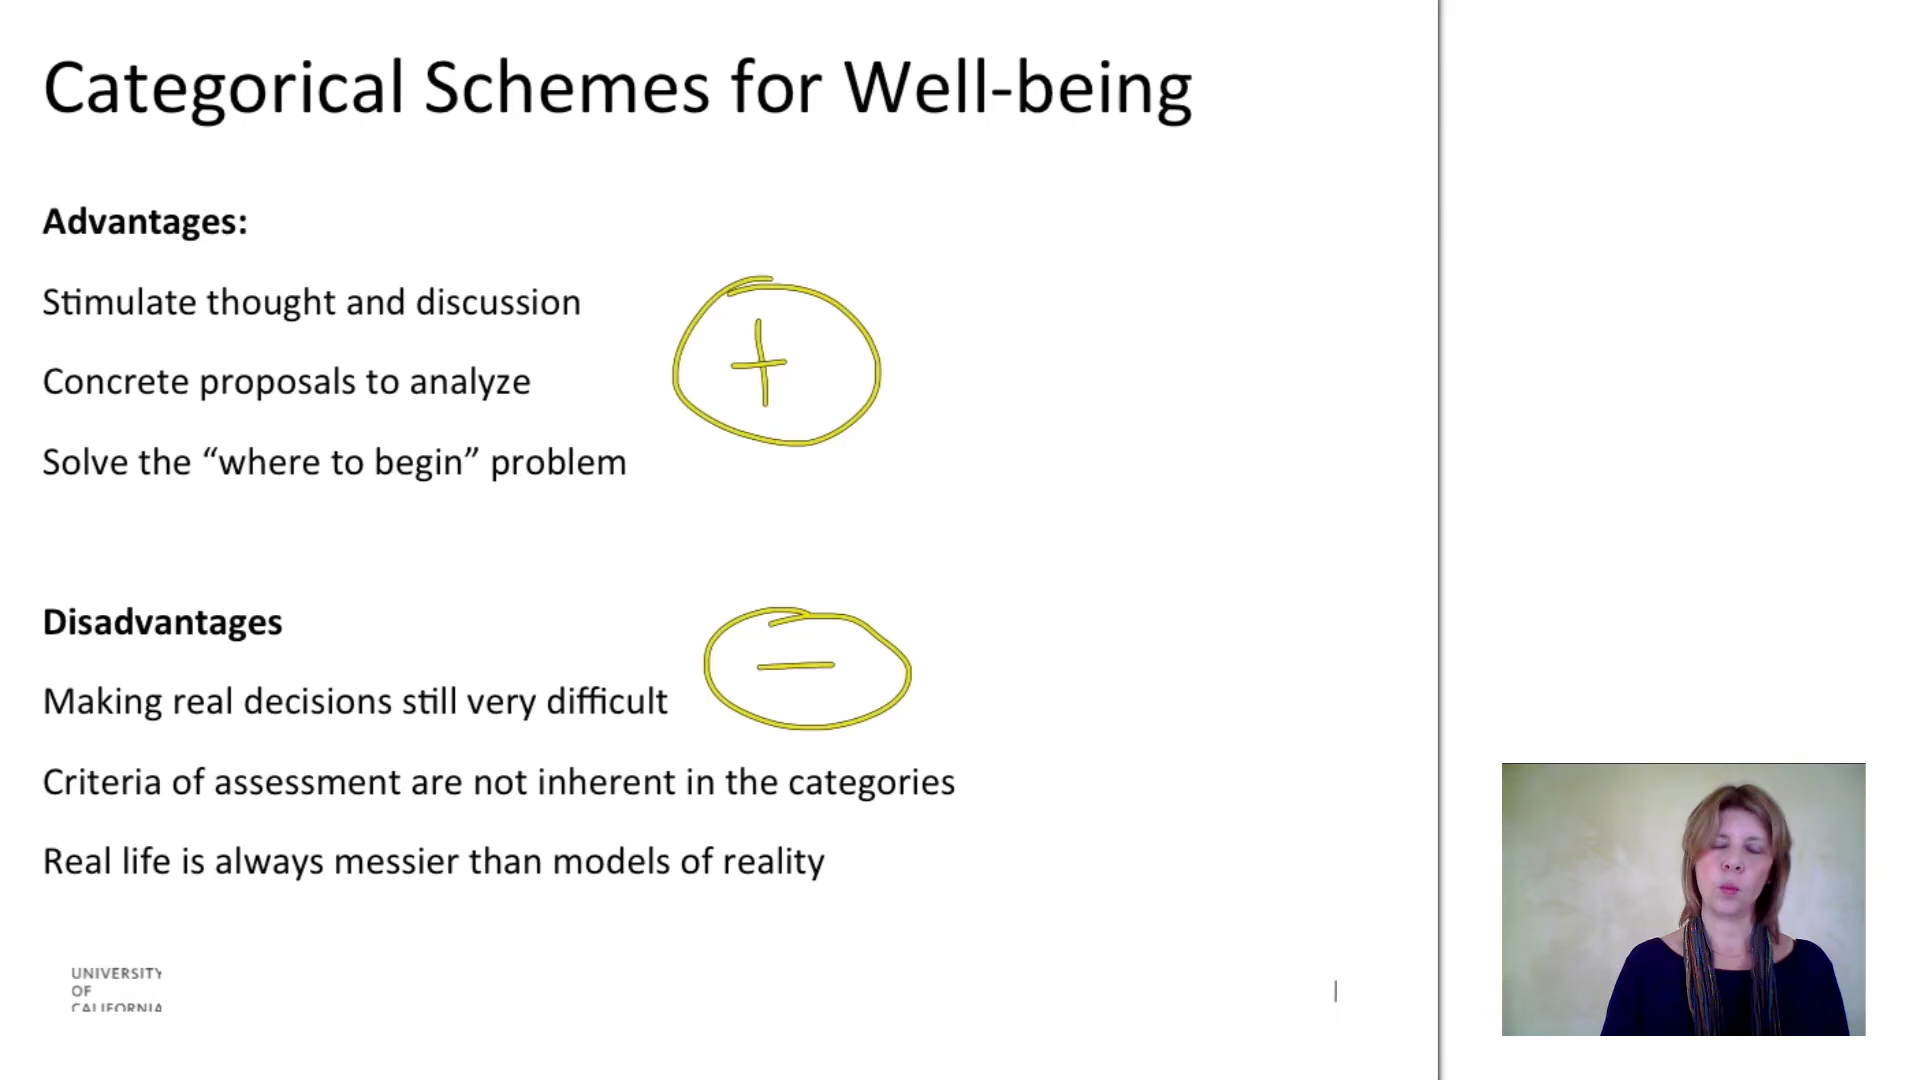 Categorical Schemes for Well-being
Advantages:
Stimulate thought and discussion
Concrete proposals to analyze
Solve the “where to begin” problem
+
Disadvantages
Making real decisions still very difficult
−
Criteria of assessment are not inherent in the categories
Real life is always messier than models of reality
UNIVERSITY
OF
CALIFORNIA